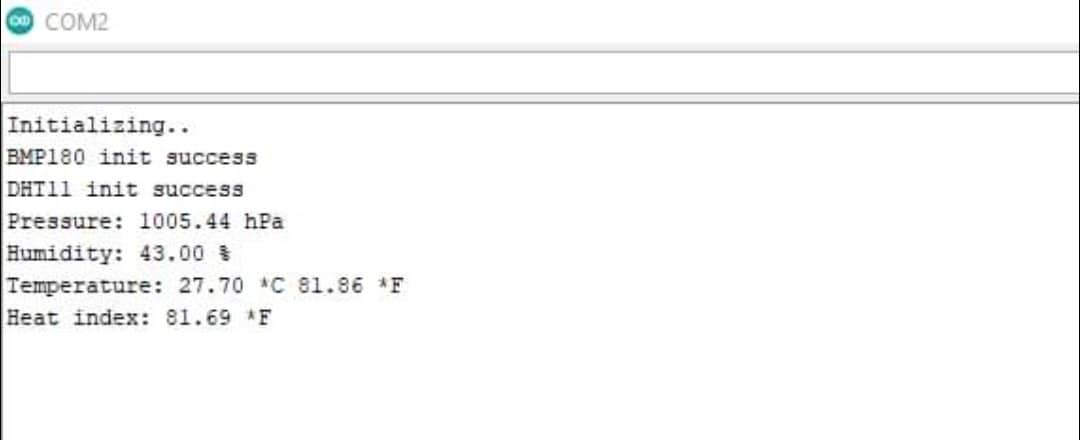 COM2
Initializing..
BMP180 init success
DHT11 init success
Pressure: 1005.44 hPa
Humidity: 43.00 %
Temperature: 27.70 *C 81.86 *F
Heat index: 81.69 *F